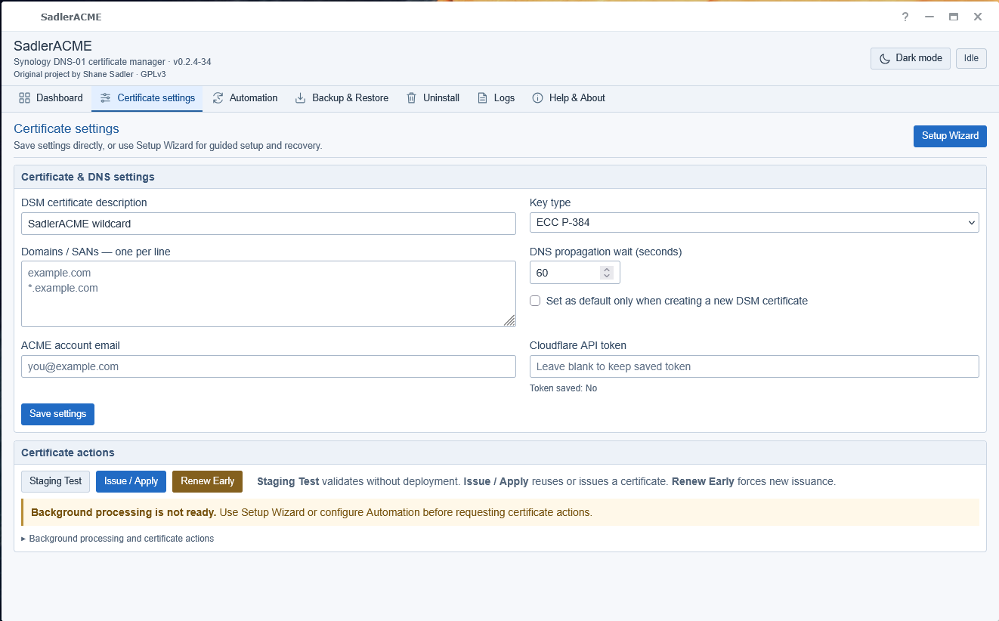 SadlerACME
?
SadlerACME
Synology DNS-01 certificate manager · v0.2.4-34
Original project by Shane Sadler · GPLv3
Dark mode
Idle
Dashboard
Certificate settings
Automation
Backup & Restore
Uninstall
Logs
Help & About
Certificate settings
Save settings directly, or use Setup Wizard for guided setup and recovery.
Setup Wizard
Certificate & DNS settings
DSM certificate description
SadlerACME wildcard
Key type
ECC P-384
Domains / SANs — one per line
example.com
*.example.com
DNS propagation wait (seconds)
60
Set as default only when creating a new DSM certificate
ACME account email
you@example.com
Cloudflare API token
Leave blank to keep saved token
Token saved: No
Save settings
Certificate actions
Staging Test
Issue / Apply
Renew Early
Staging Test validates without deployment. Issue / Apply reuses or issues a certificate. Renew Early forces new issuance.
Background processing is not ready. Use Setup Wizard or configure Automation before requesting certificate actions.
▸ Background processing and certificate actions